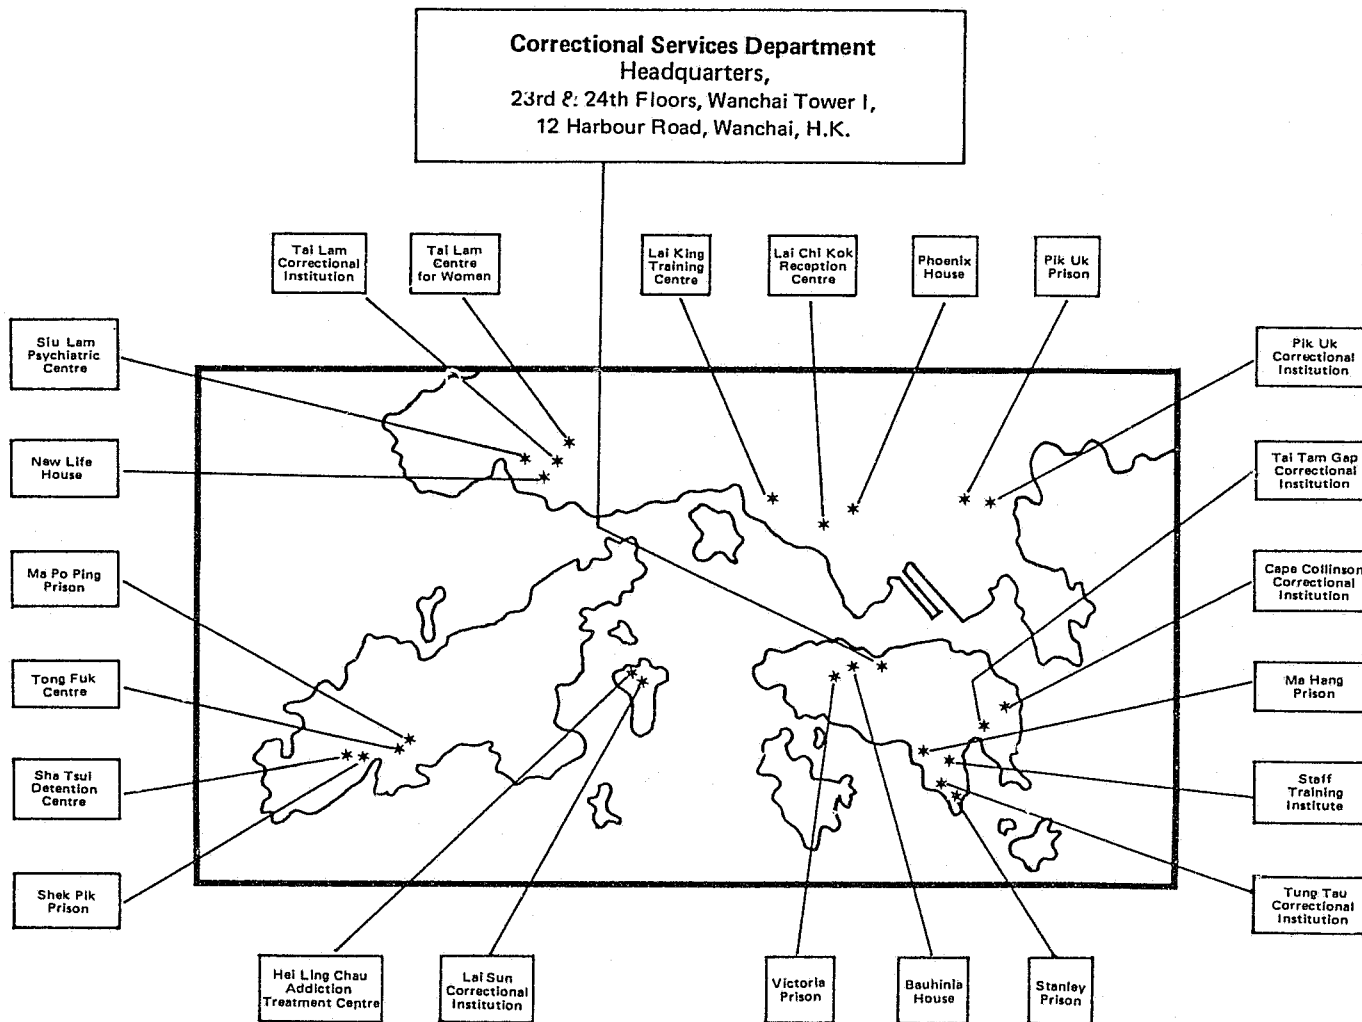 Correctional Services Department
Headquarters,
23rd & 24th Floors, Wanchai Tower I,
12 Harbour Road, Wanchai, H.K.
Tai Lam
Correctional
Institution
Tai Lam
Centre
for Women
Lai King
Training
Centre
Lai Chi Kok
Reception
Centre
Phoenix
House
Pik Uk
Prison
Siu Lam
Psychiatric
Centre
Pik Uk
Correctional
Institution
New Life
House
Tai Tam Gap
Correctional
Institution
Ma Po Ping
Prison
Cape Collinson
Correctional
Institution
Tong Fuk
Centre
Ma Hang
Prison
Sha Tsui
Detention
Centre
Staff
Training
Institute
Shek Pik
Prison
Tung Tau
Correctional
Institution
Hei Ling Chau
Addiction
Treatment Centre
Lai Sun
Correctional
Institution
Victoria
Prison
Bauhinia
House
Stanley
Prison